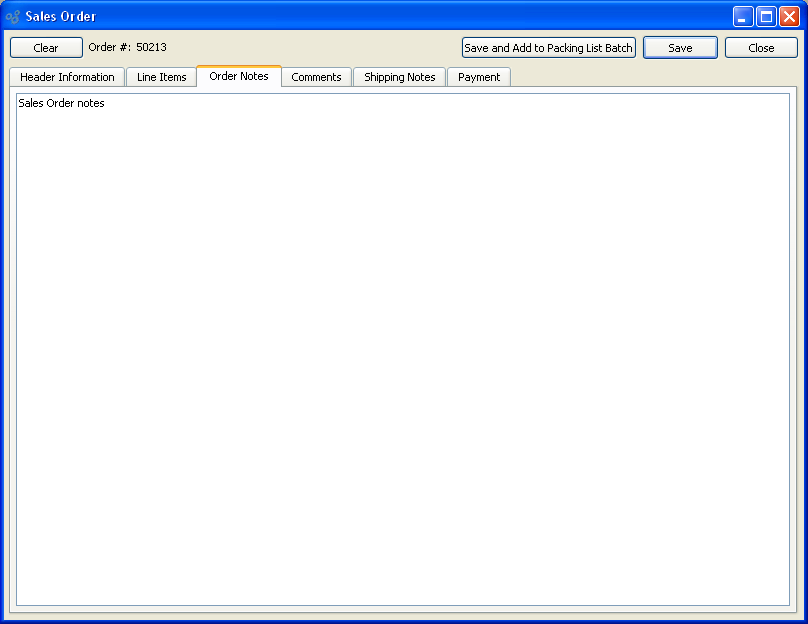 Sales Order
Clear Order #: 50213 Save and Add to Packing List Batch Save Close
Header Information Line Items Order Notes Comments Shipping Notes Payment
Sales Order notes